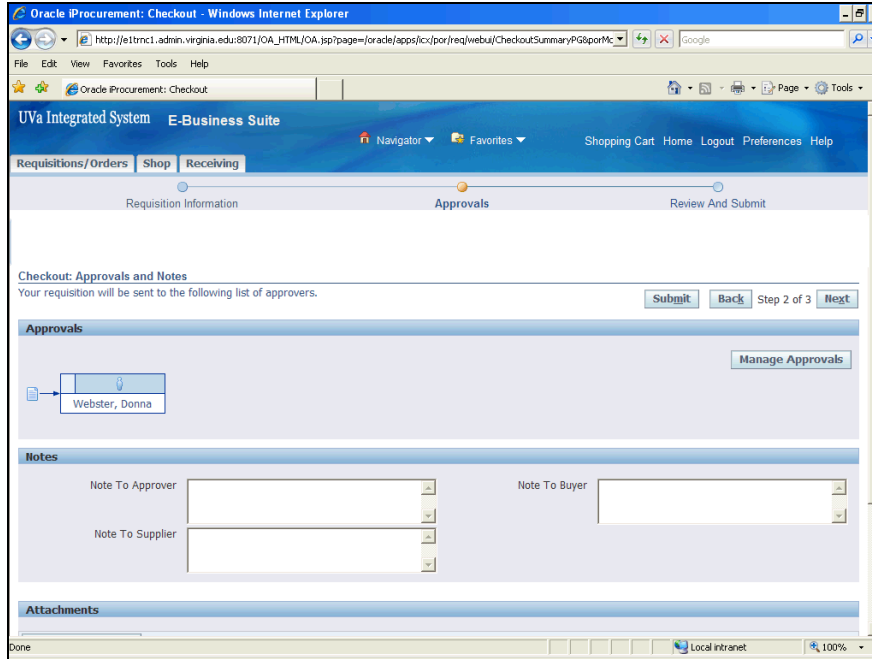 Oracle iProcurement: Checkout - Windows Internet Explorer
http://e1trnc1.admin.virginia.edu:8071/OA_HTML/OA.jsp?page=/oracle/apps/icx/por/req/webui/CheckoutSummaryPG&porMc
Google
File Edit View Favorites Tools Help
Oracle iProcurement: Checkout
Page Tools
UVa Integrated System E-Business Suite
Navigator Favorites Shopping Cart Home Logout Preferences Help
Requisitions/Orders Shop Receiving
Requisition Information Approvals Review And Submit
Checkout: Approvals and Notes
Your requisition will be sent to the following list of approvers.
Submit Back Step 2 of 3 Next
Approvals
Manage Approvals
Webster, Donna
Notes
Note To Approver Note To Buyer
Note To Supplier
Attachments
Done Local intranet 100%